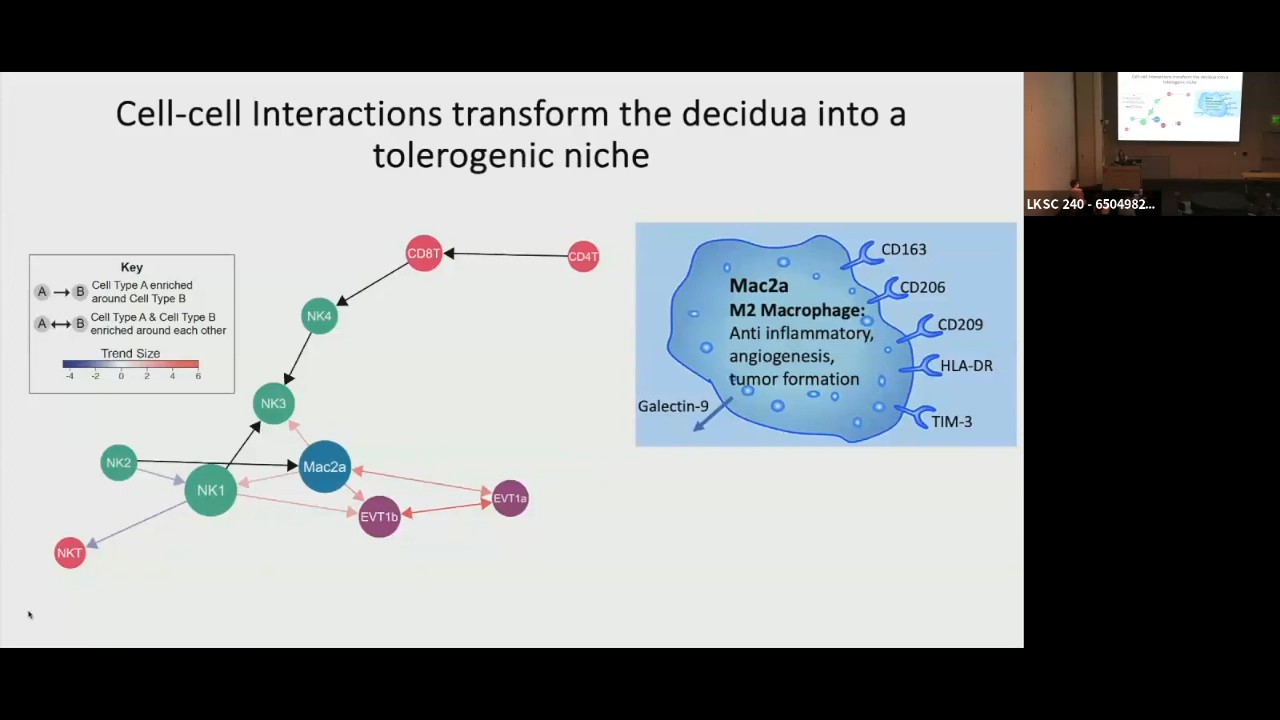 Cell-cell Interactions transform the decidua into a
tolerogenic niche
Key
A → B Cell Type A enriched
around Cell Type B
A ↔ B Cell Type A & Cell Type B
enriched around each other
Trend Size
-4 -2 0 2 4 6
CD8T
CD4T
NK4
NK3
NK2
Mac2a
NK1
EVT1a
EVT1b
NKT
Mac2a
M2 Macrophage:
Anti inflammatory,
angiogenesis,
tumor formation
CD163
CD206
CD209
HLA-DR
TIM-3
Galectin-9
LKSC 240 - 6504982...